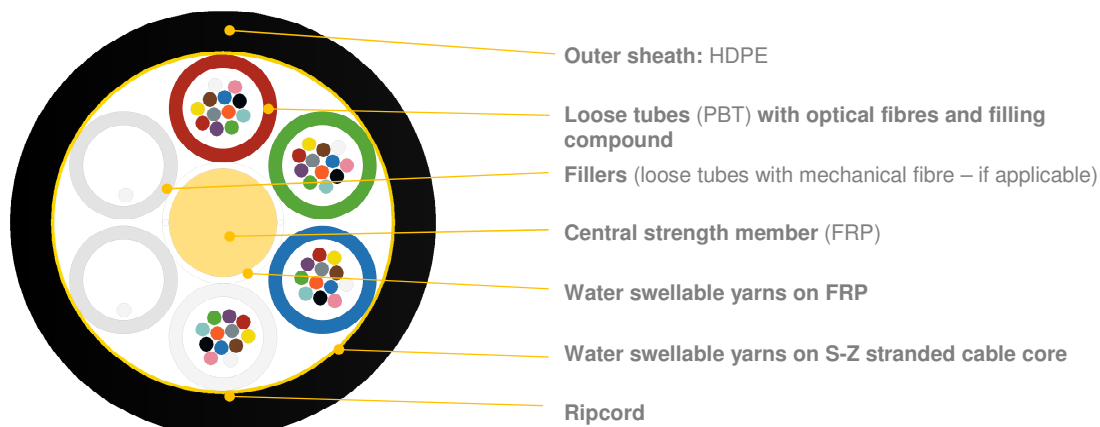 Outer sheath: HDPE
Loose tubes (PBT) with optical fibres and filling
compound
Fillers (loose tubes with mechanical fibre – if applicable)
Central strength member (FRP)
Water swellable yarns on FRP
Water swellable yarns on S-Z stranded cable core
Ripcord